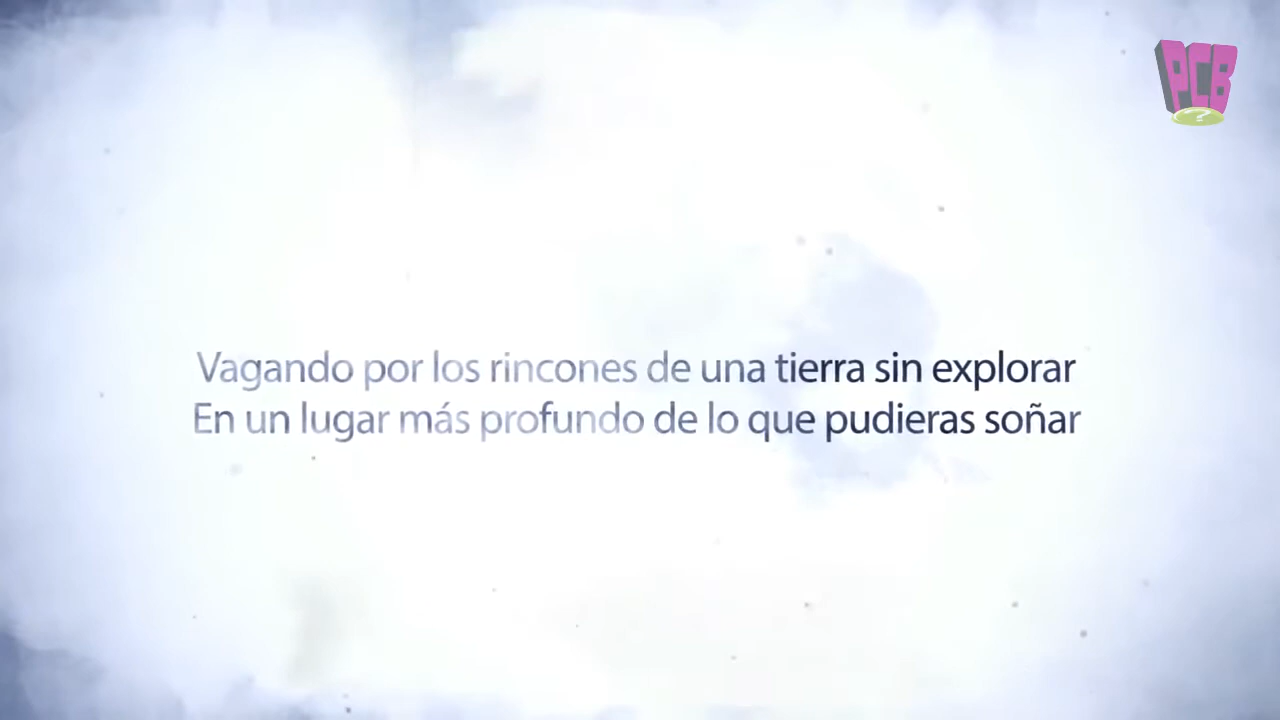 PCB
?
Vagando por los rincones de una tierra sin explorar
En un lugar más profundo de lo que pudieras soñar